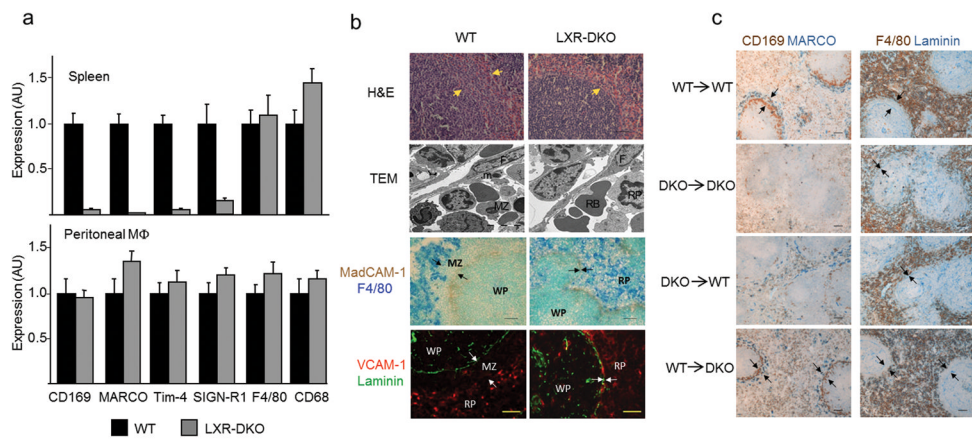 a
Spleen
Expression (AU)
1.5
1.0
0.5
Peritoneal MΦ
Expression (AU)
1.5
1.0
0.5
CD169 MARCO Tim-4 SIGN-R1 F4/80 CD68
WT LXR-DKO
b
WT LXR-DKO
H&E
TEM
F
m
MZ
F
RB
RP
MadCAM-1
F4/80
MZ
WP
RP
WP
VCAM-1
Laminin
WP
MZ
RP
RP
WP
c
CD169 MARCO F4/80 Laminin
WT→WT
DKO→DKO
DKO→WT
WT→DKO